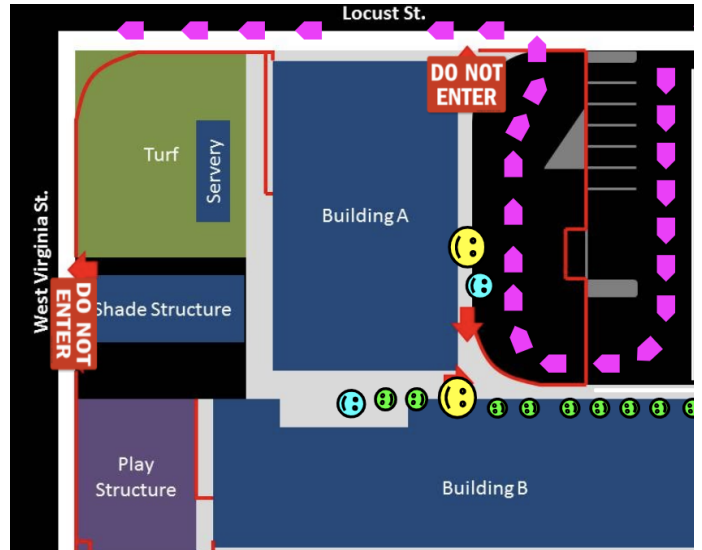 Locust St.
DO NOT
ENTER
Turf
Servery
Building A
West Virginia St.
DO NOT
ENTER
Shade Structure
Play
Structure
Building B